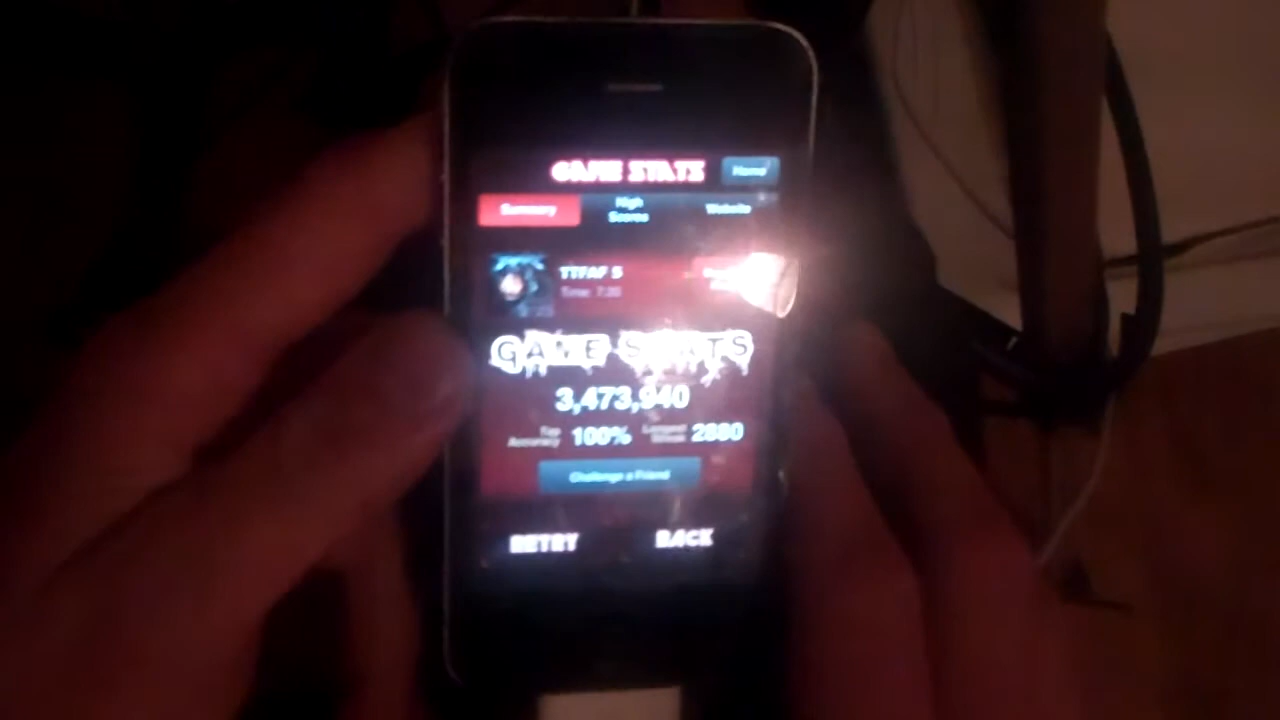 GAME STATS
Home
Summary
High Scores
Website
TTFAF 5
Time: 7:20
GAME STATS
3,473,940
Tap Accuracy 100% Longest Streak 2880
Challenge a Friend
RETRY BACK